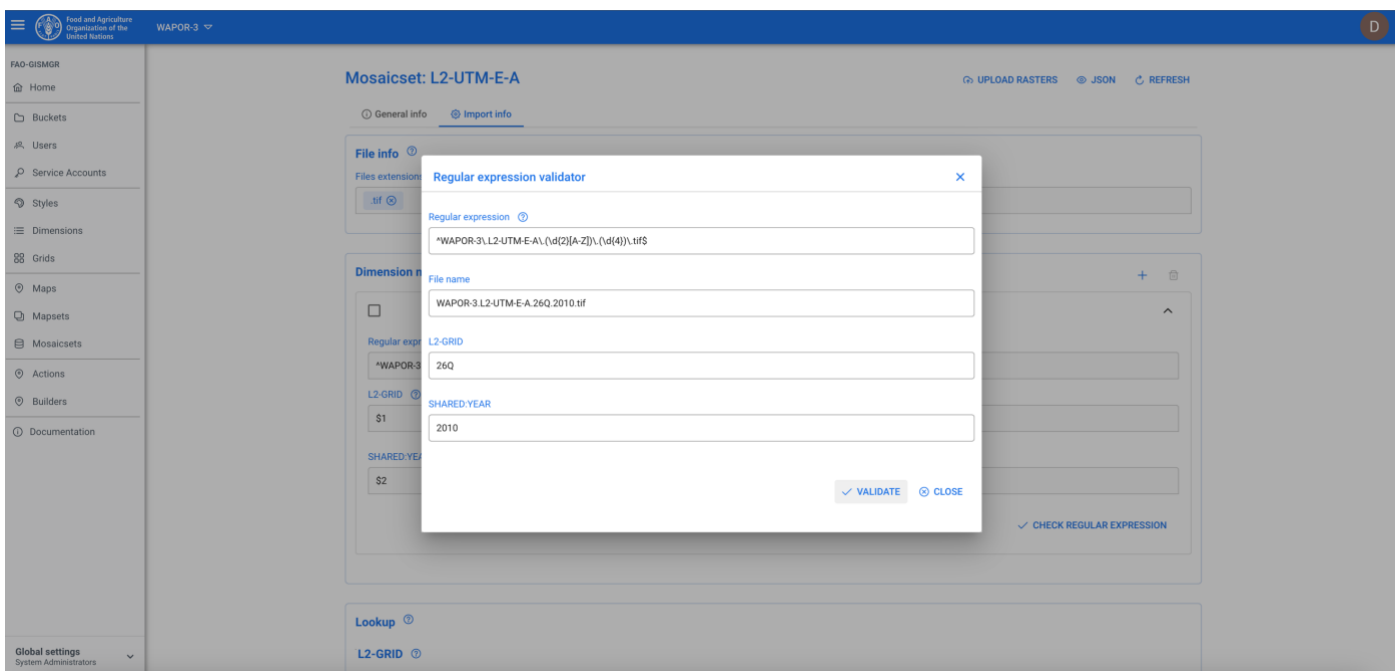 Food and Agriculture
Organization of the
United Nations
WAPOR-3
D
FAO-GISMGR
Home
Buckets
Users
Service Accounts
Styles
Dimensions
Grids
Maps
Mapsets
Mosaicsets
Actions
Builders
Documentation
Global settings
System Administrators
Mosaicset: L2-UTM-E-A
UPLOAD RASTERS
JSON
REFRESH
General info
Import info
File info
Files extension
.tif
Dimension
Regular expr
^WAPOR-3
L2-GRID
$1
SHARED:YEA
$2
CHECK REGULAR EXPRESSION
Lookup
L2-GRID
Regular expression validator
Regular expression
^WAPOR-3\.L2-UTM-E-A\.(\d{2}[A-Z])\.(\d{4})\.tif$
File name
WAPOR-3.L2-UTM-E-A.26Q.2010.tif
L2-GRID
26Q
SHARED:YEAR
2010
VALIDATE
CLOSE